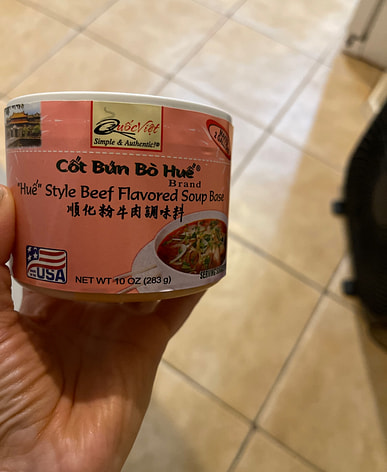 QuốcViệt
Simple & Authentic!®
Cốt Bún Bò Huế®
Brand
"Huế" Style Beef Flavored Soup Base
順化粉牛肉調味料
USA
NET WT 10 OZ (283 g)